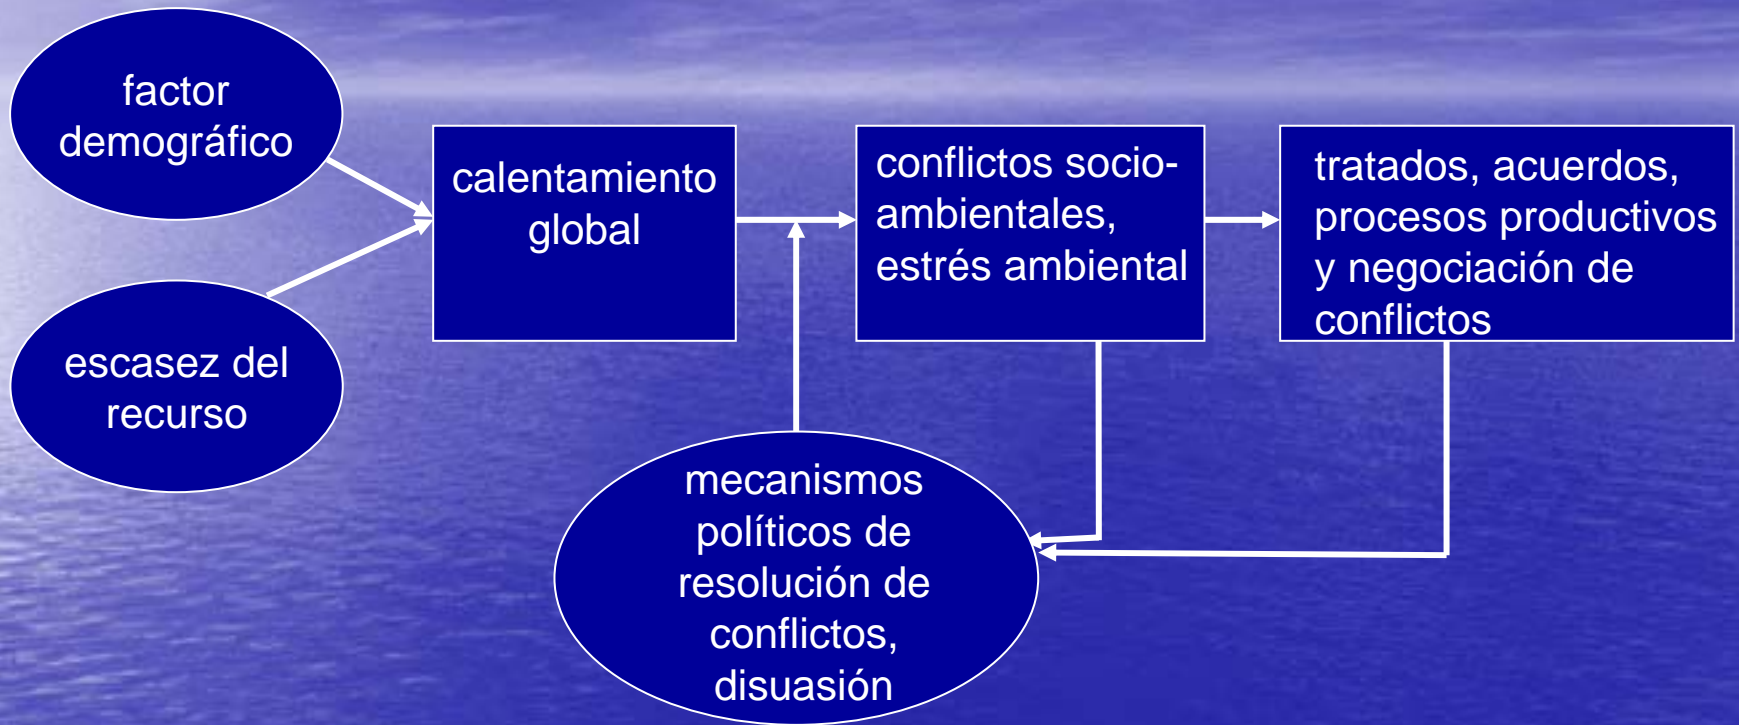 factor
demográfico
escasez del
recurso
calentamiento
global
conflictos socio-
ambientales,
estrés ambiental
tratados, acuerdos,
procesos productivos
y negociación de
conflictos
mecanismos
políticos de
resolución de
conflictos,
disuasión